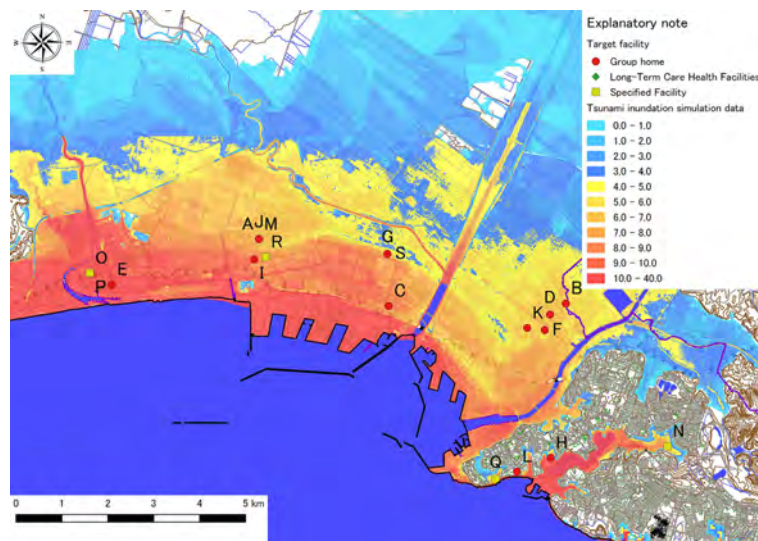 N
W
E
S
Explanatory note
Target facility
Group home
Long-Term Care Health Facilities
Specified Facility
Tsunami inundation simulation data
0.0 - 1.0
1.0 - 2.0
2.0 - 3.0
3.0 - 4.0
4.0 - 5.0
5.0 - 6.0
6.0 - 7.0
7.0 - 8.0
8.0 - 9.0
9.0 - 10.0
10.0 - 40.0
A J M
R
I
G
S
O
E
P
C
B
D
K
F
N
H
L
Q
0 1 2 3 4 5 km